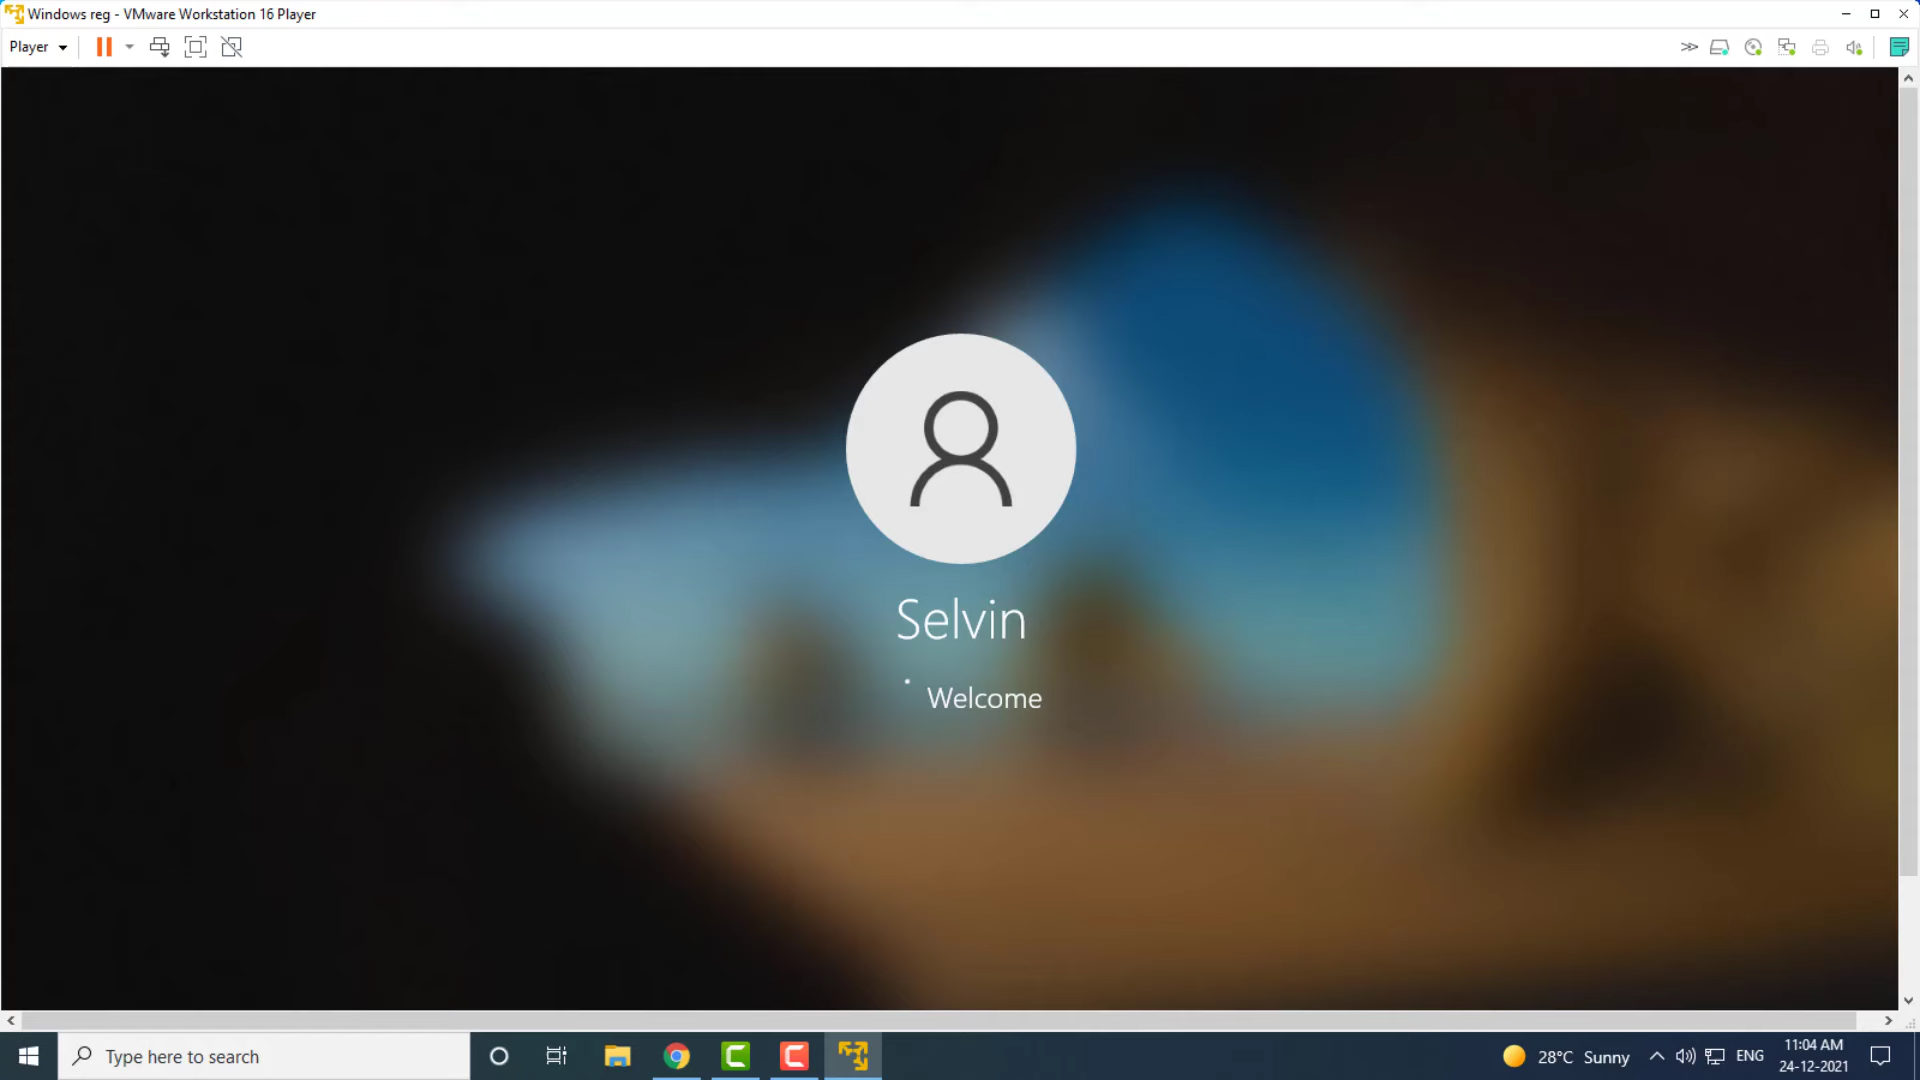 Windows reg - VMware Workstation 16 Player
Player
Selvin
Welcome
Type here to search
28°C Sunny
ENG
11:04 AM
24-12-2021